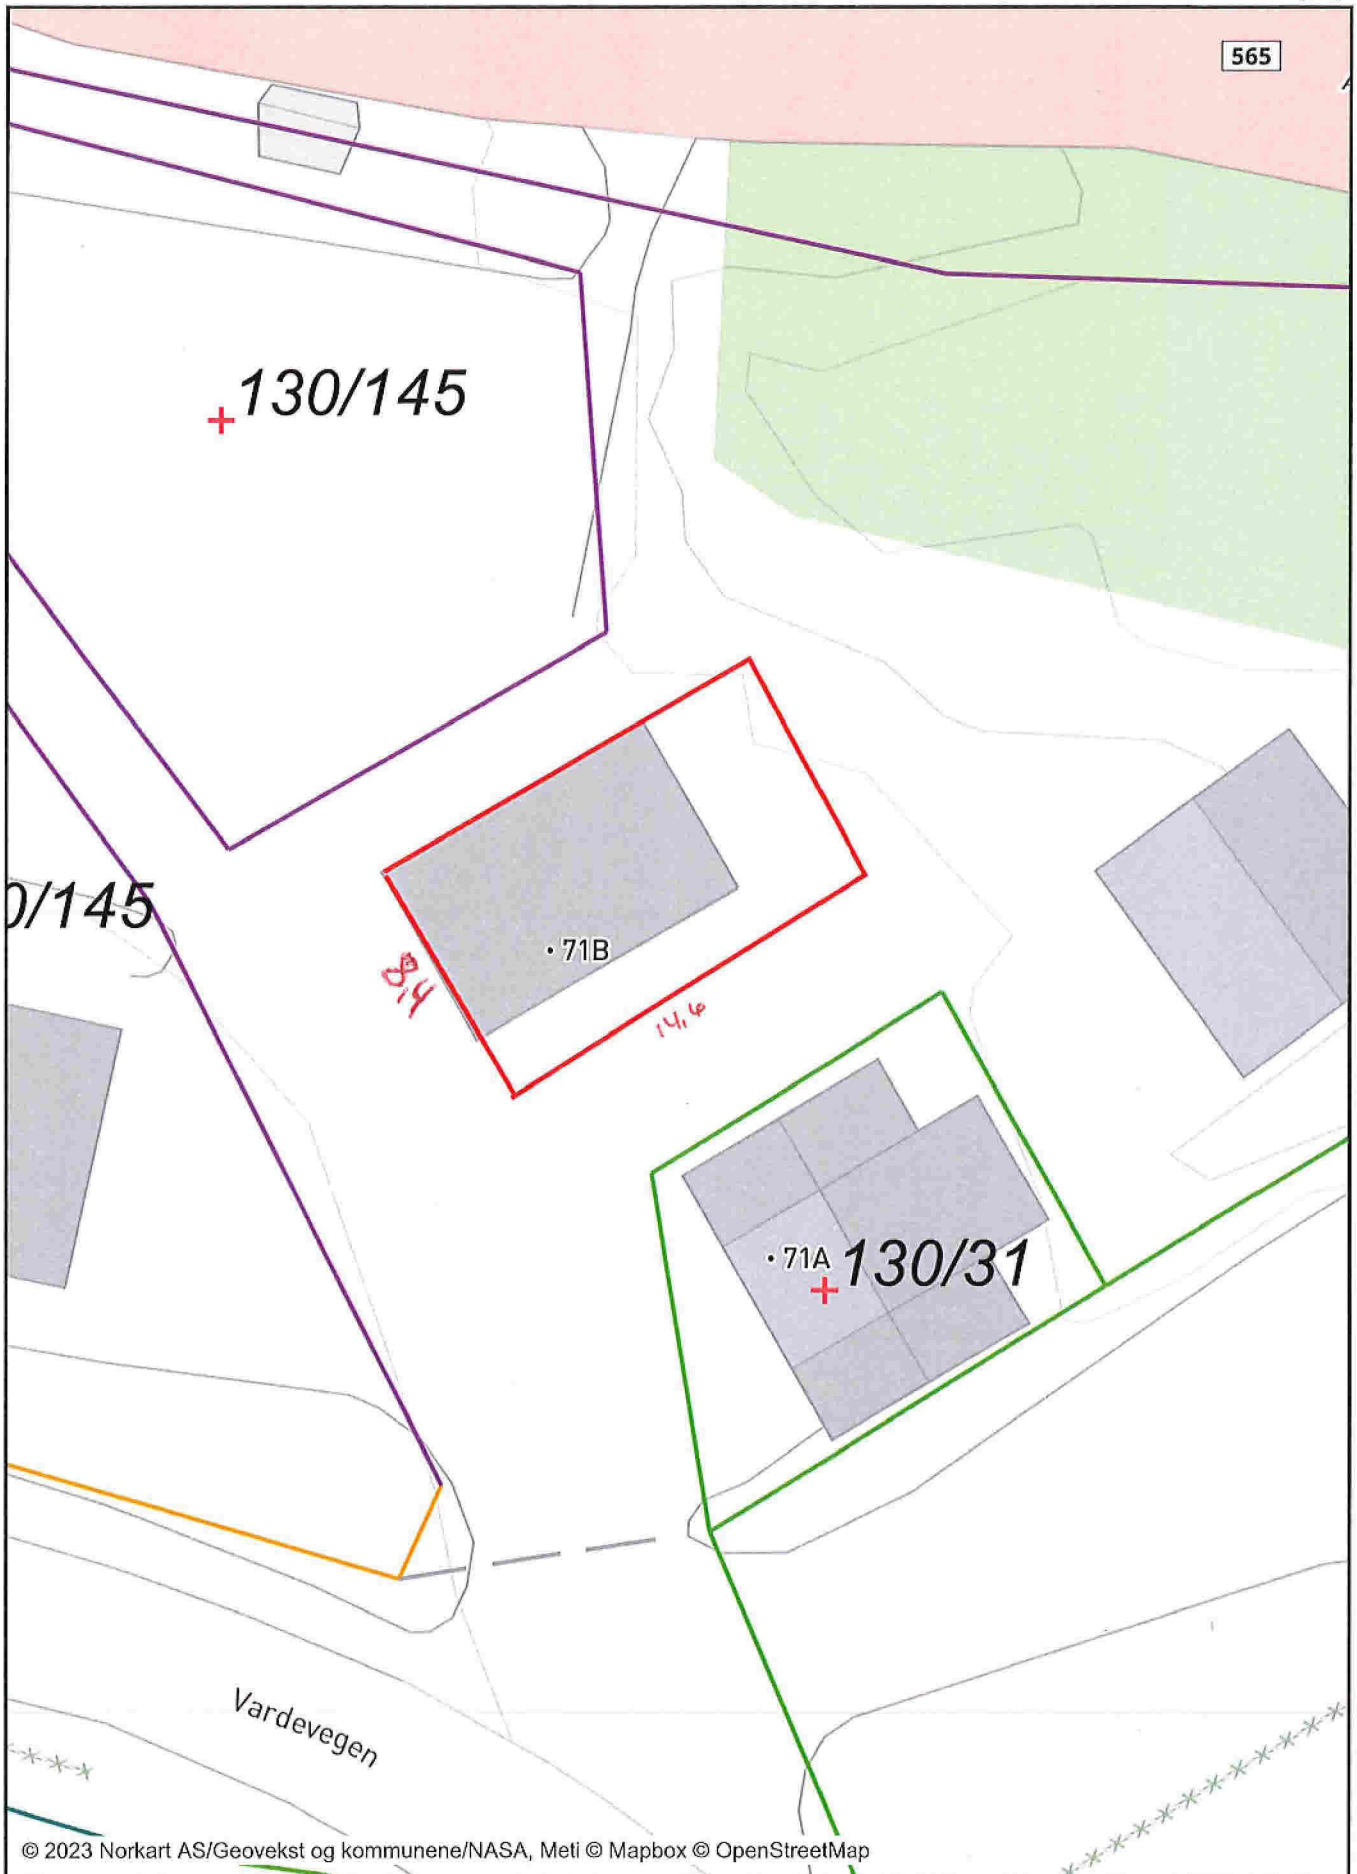 565
130/145
0/145
71B
8,4
14,6
71A
130/31
Vardevegen
© 2023 Norkart AS/Geovekst og kommunene/NASA, Meti © Mapbox © OpenStreetMap